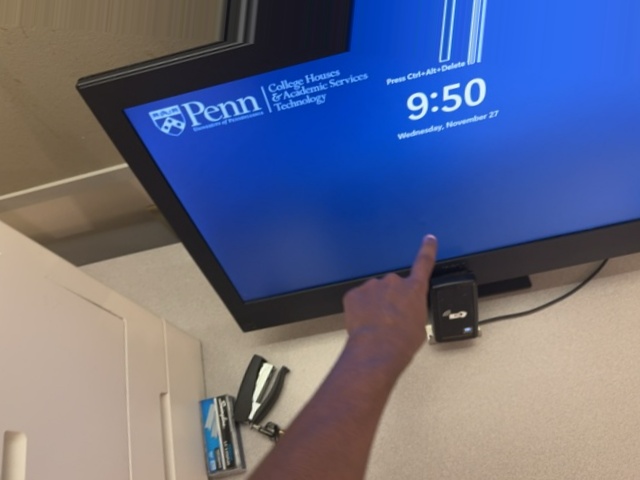 Penn
University of Pennsylvania
College Houses
& Academic Services
Technology
Press Ctrl+Alt+Delete
9:50
Wednesday, November 27